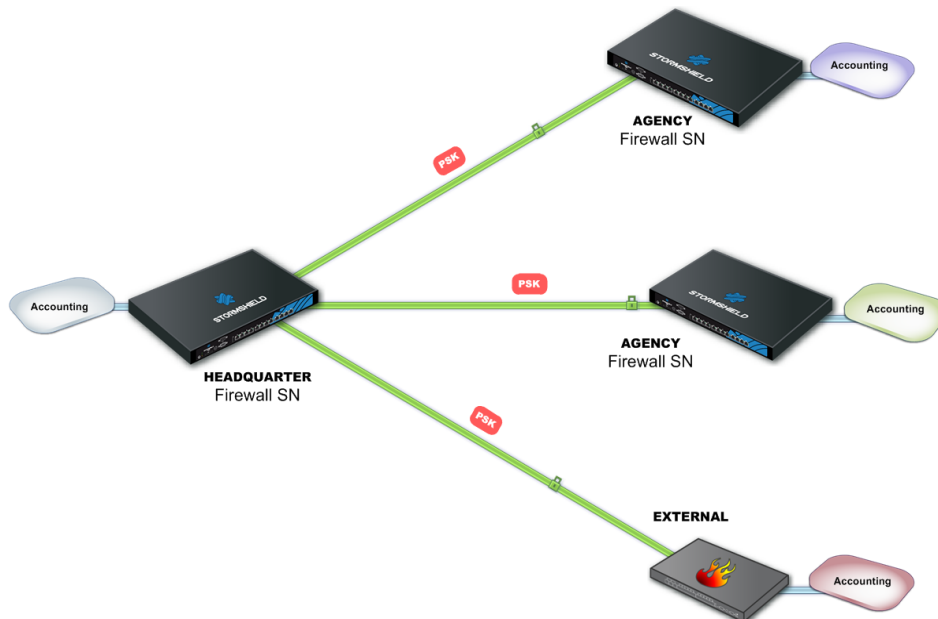 STORMSHIELD
Accounting
AGENCY
Firewall SN
PSK
PSK
STORMSHIELD
Accounting
Accounting
STORMSHIELD
AGENCY
Firewall SN
HEADQUARTER
Firewall SN
PSK
EXTERNAL
Accounting